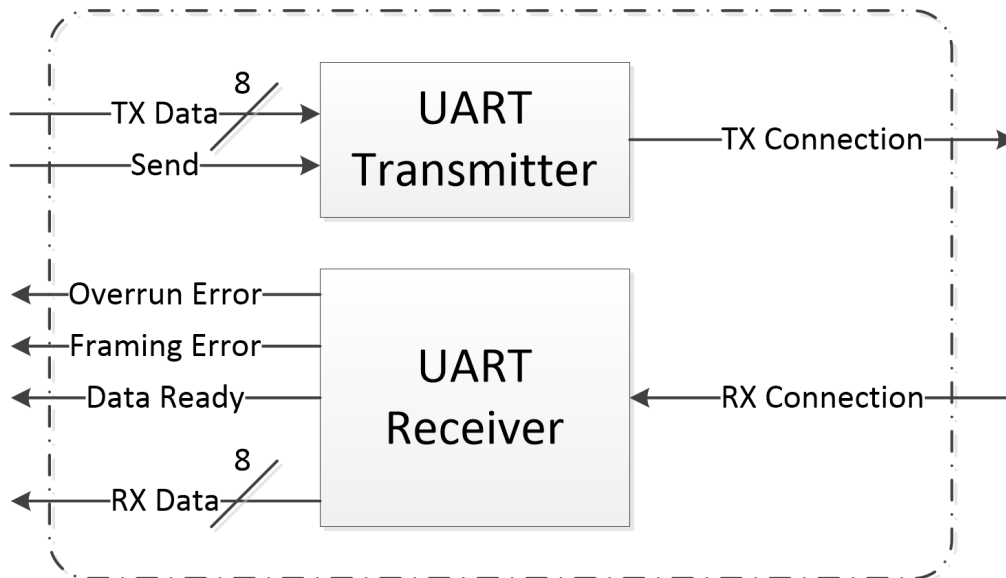 8
TX Data
Send
UART
Transmitter
TX Connection
Overrun Error
Framing Error
Data Ready
8
RX Data
UART
Receiver
RX Connection